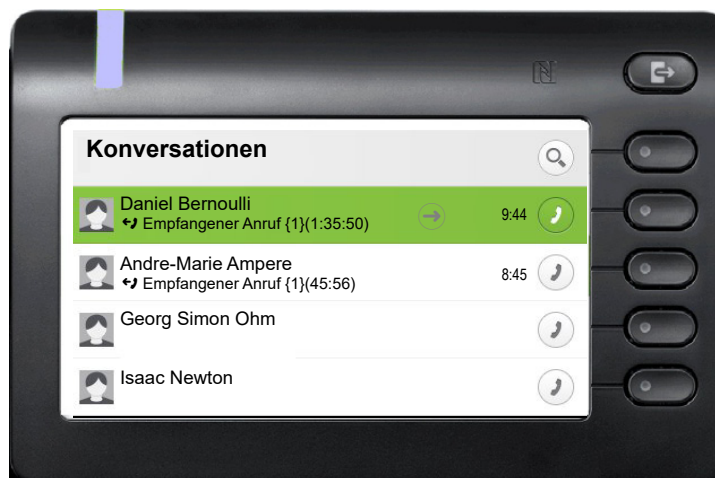 Konversationen
Daniel Bernoulli
Empfangener Anruf {1}(1:35:50)
9:44
Andre-Marie Ampere
Empfangener Anruf {1}(45:56)
8:45
Georg Simon Ohm
Isaac Newton